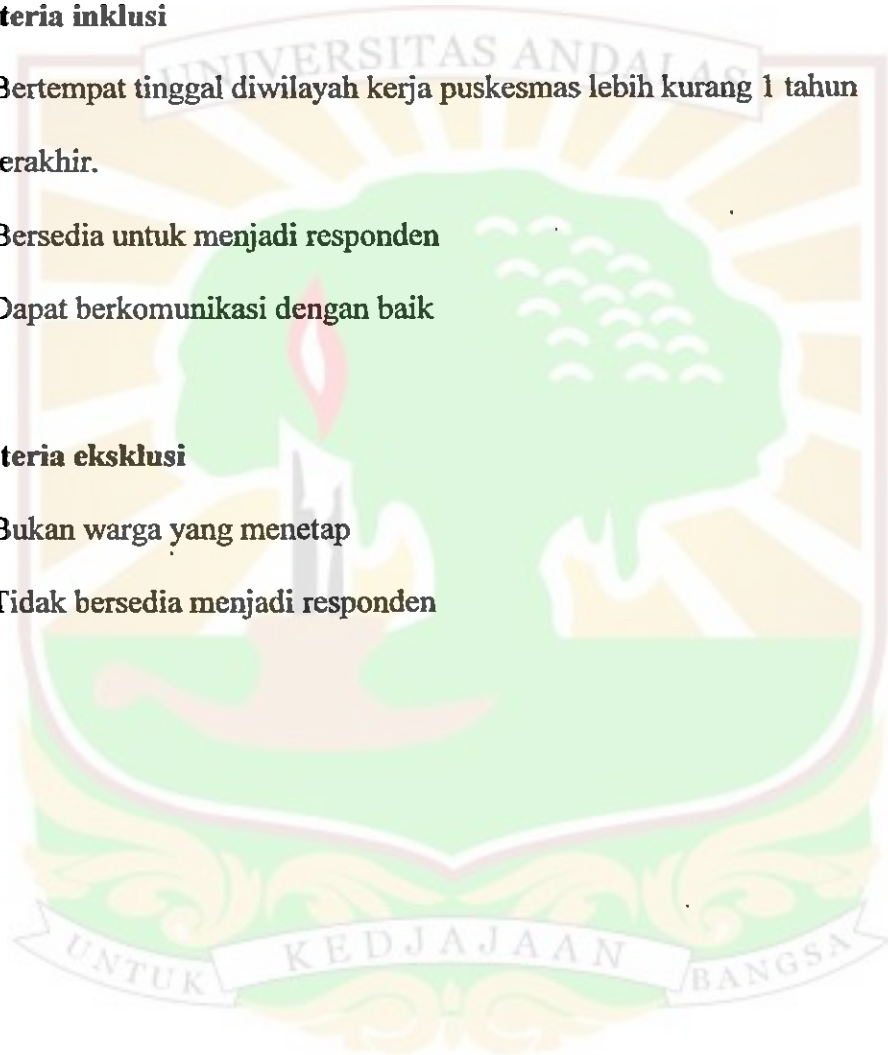 UNIVERSITAS ANDALAS
teria inklusi
Bertempat tinggal diwilayah kerja puskesmas lebih kurang 1 tahun
erakhir.
Bersedia untuk menjadi responden
Dapat berkomunikasi dengan baik
teria eksklusi
Bukan warga yang menetap
Tidak bersedia menjadi responden
UNTUK KEDJAJAAN BANGSA